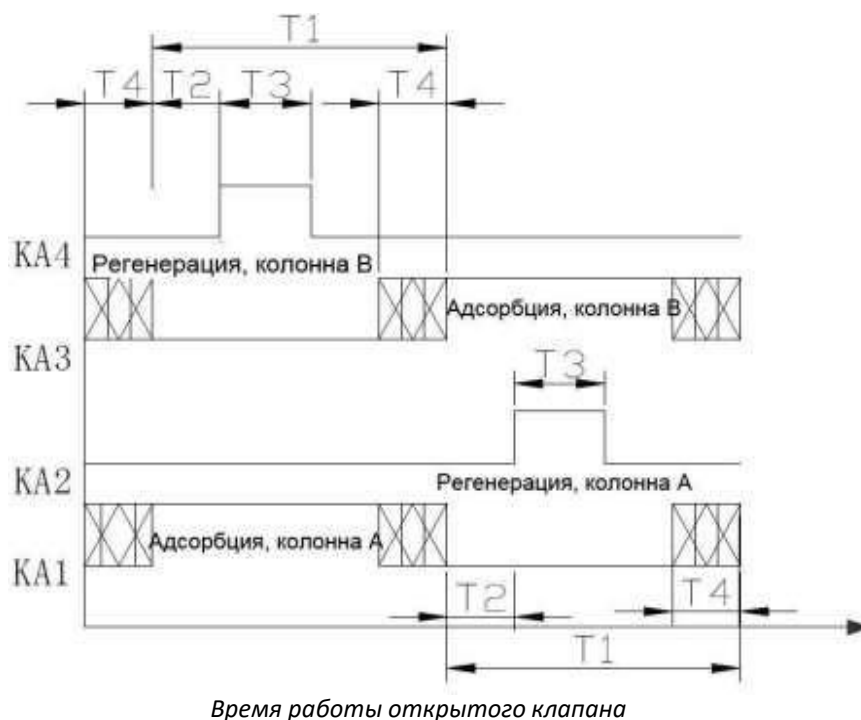 T1
T4 T2 T3 T4
KA4
Регенерация, колонна В
Адсорбция, колонна В
KA3
T3
KA2
Регенерация, колонна А
Адсорбция, колонна А
KA1
T2 T4
T1
Время работы открытого клапана